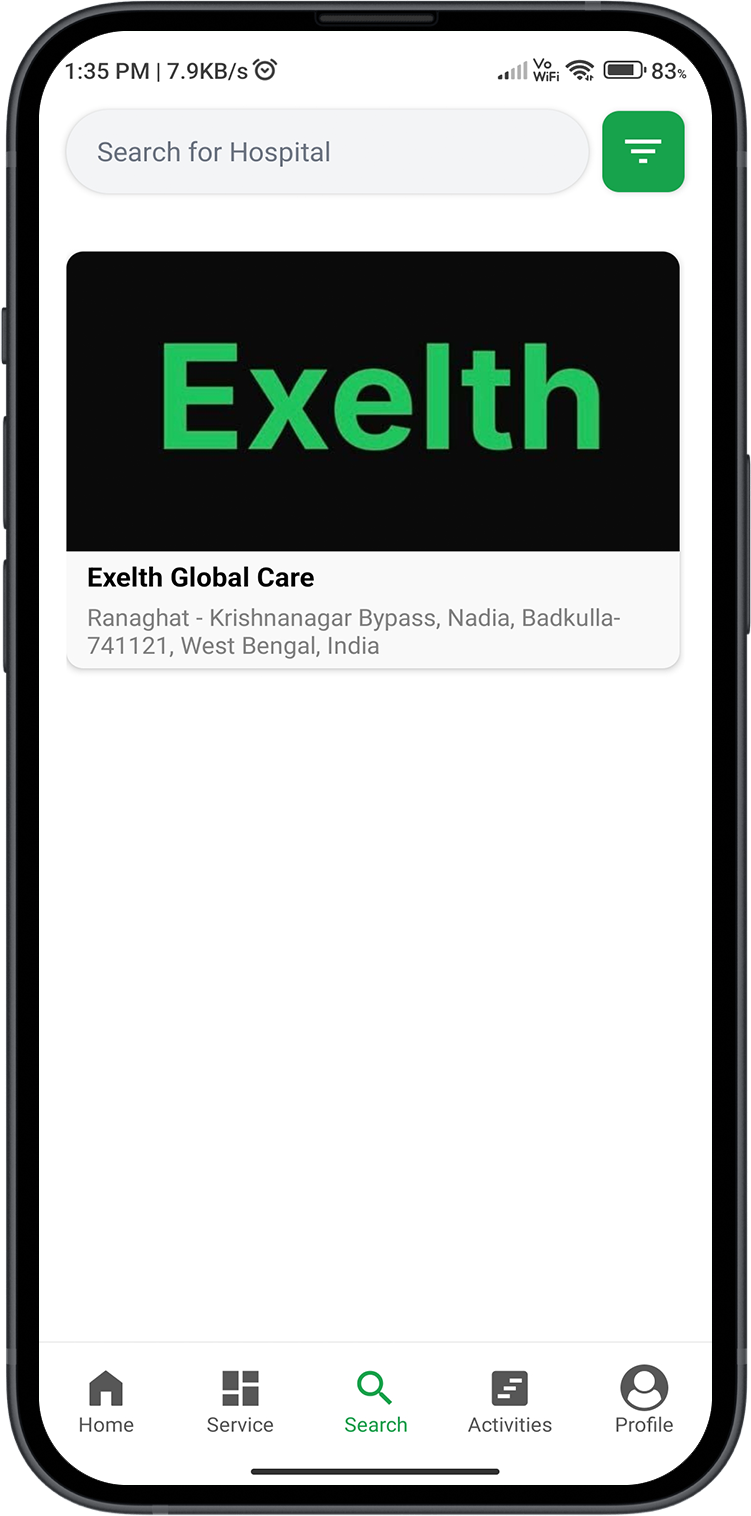 1:35 PM | 7.9KB/s
Vo
WiFi
83%
Search for Hospital
Exelth
Exelth Global Care
Ranaghat - Krishnanagar Bypass, Nadia, Badkulla-
741121, West Bengal, India
Home
Service
Search
Activities
Profile